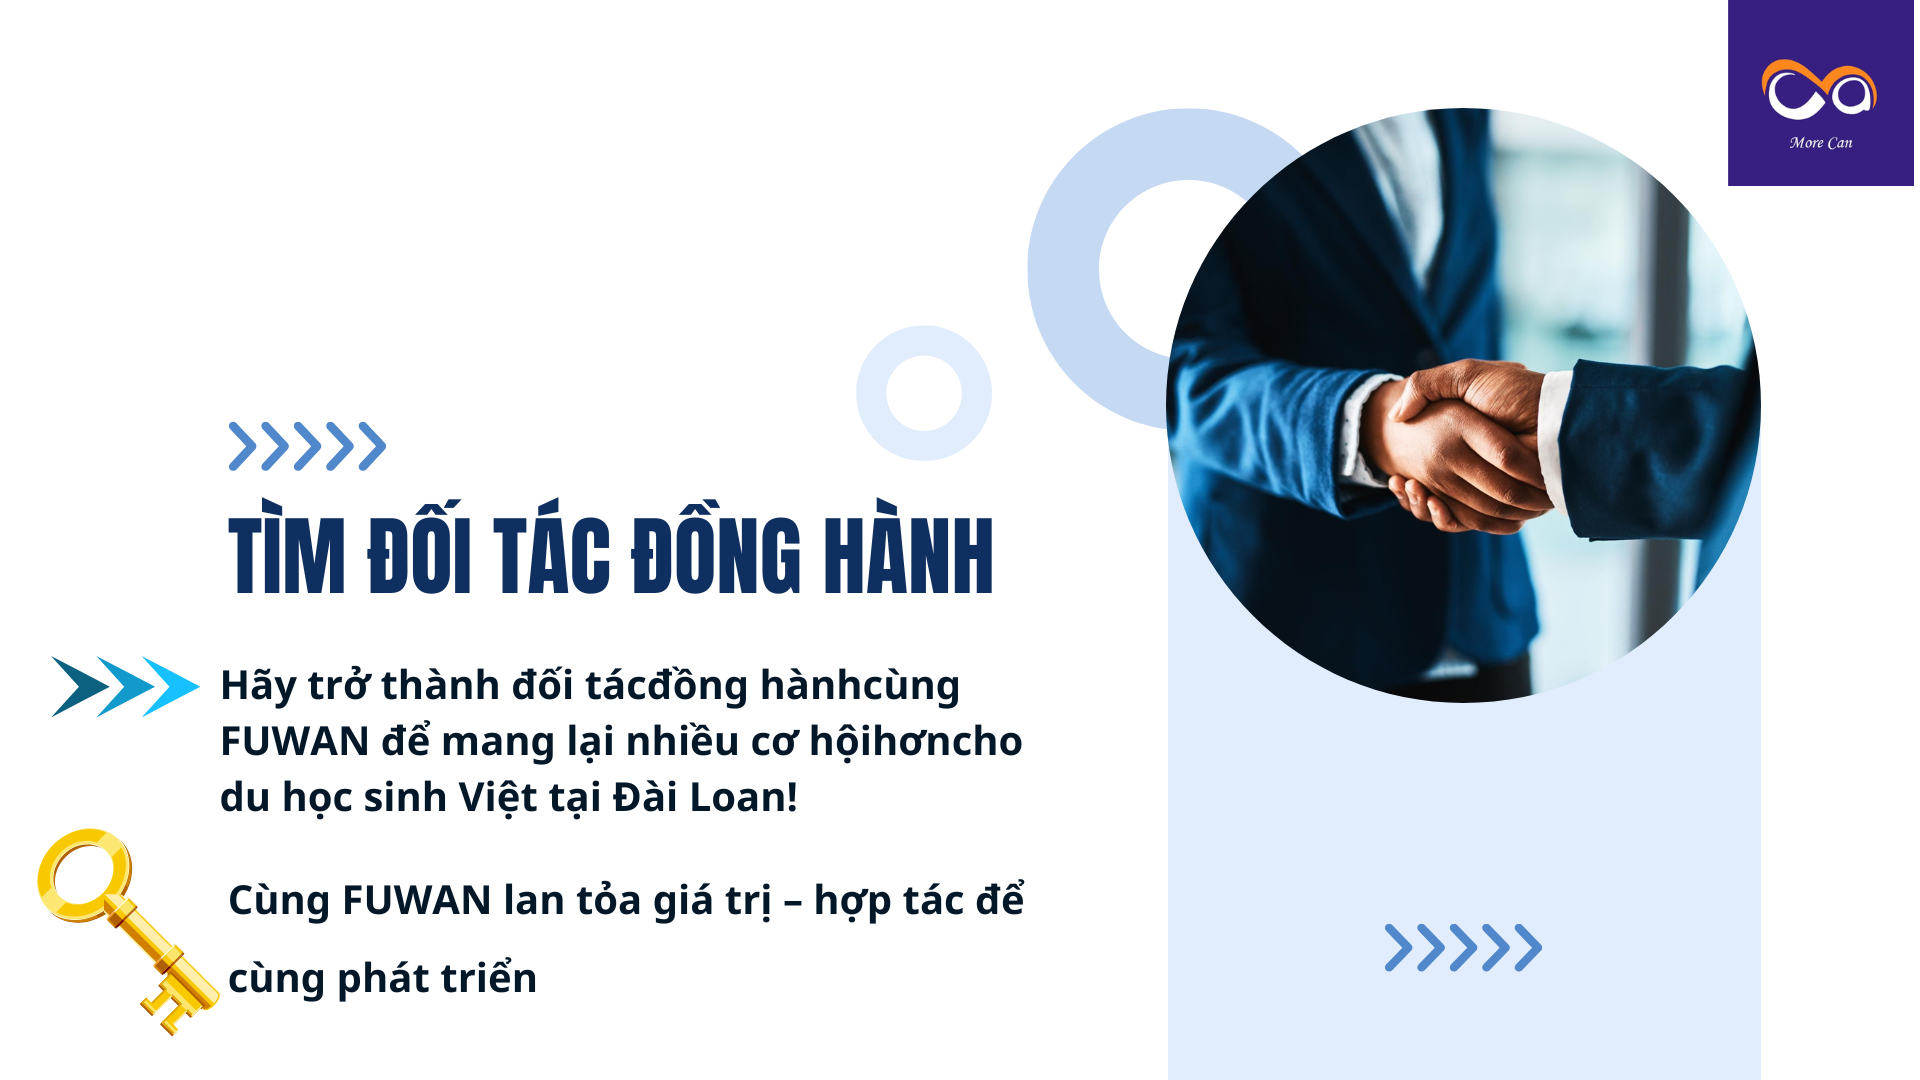 More Can
TÌM ĐỐI TÁC ĐỒNG HÀNH
Hãy trở thành đối tácđồng hànhcùng
FUWAN để mang lại nhiều cơ hộihơncho
du học sinh Việt tại Đài Loan!
Cùng FUWAN lan tỏa giá trị – hợp tác để
cùng phát triển